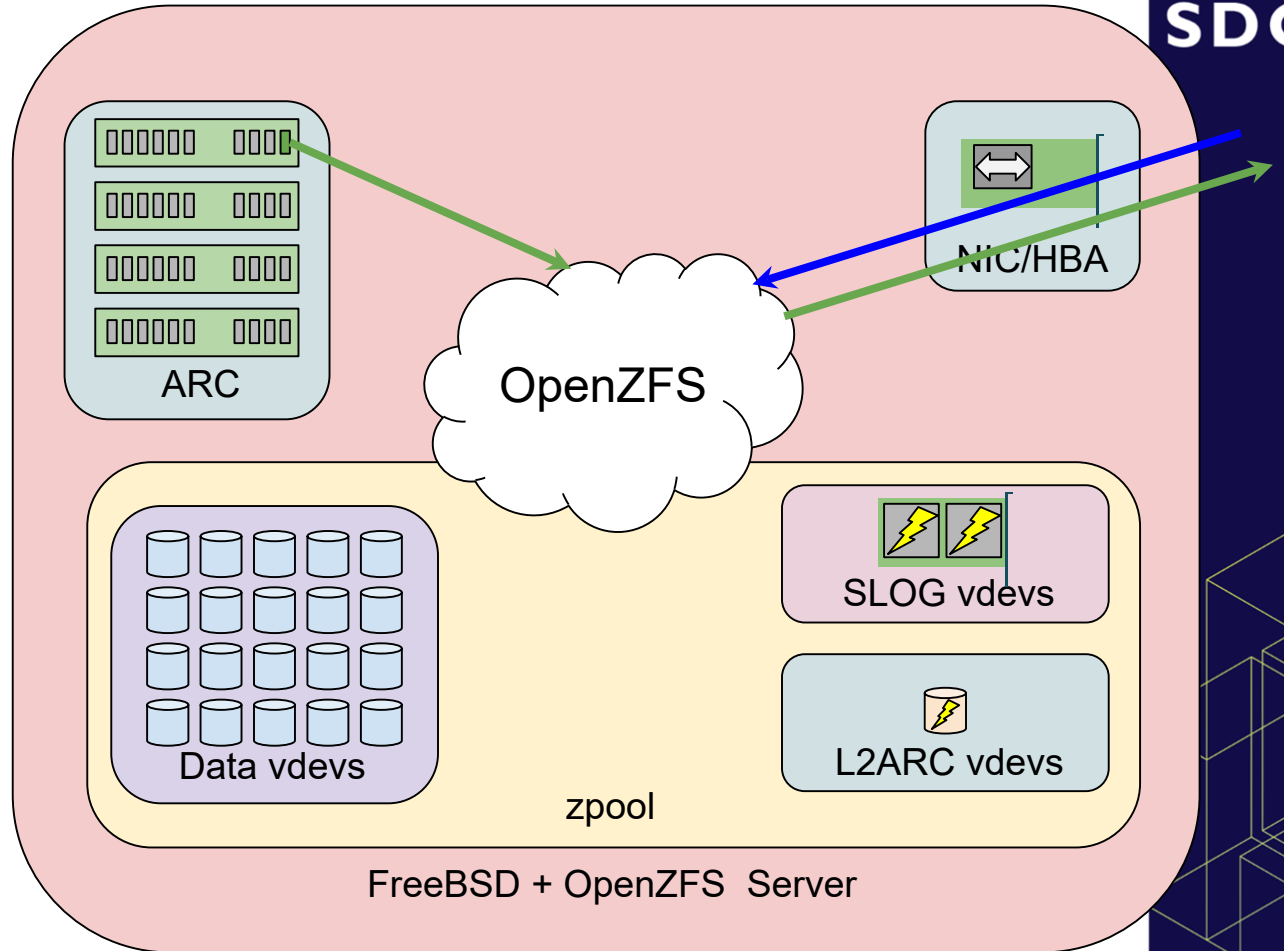 SDC
ARC
NIC/HBA
OpenZFS
SLOG vdevs
L2ARC vdevs
Data vdevs
zpool
FreeBSD + OpenZFS Server